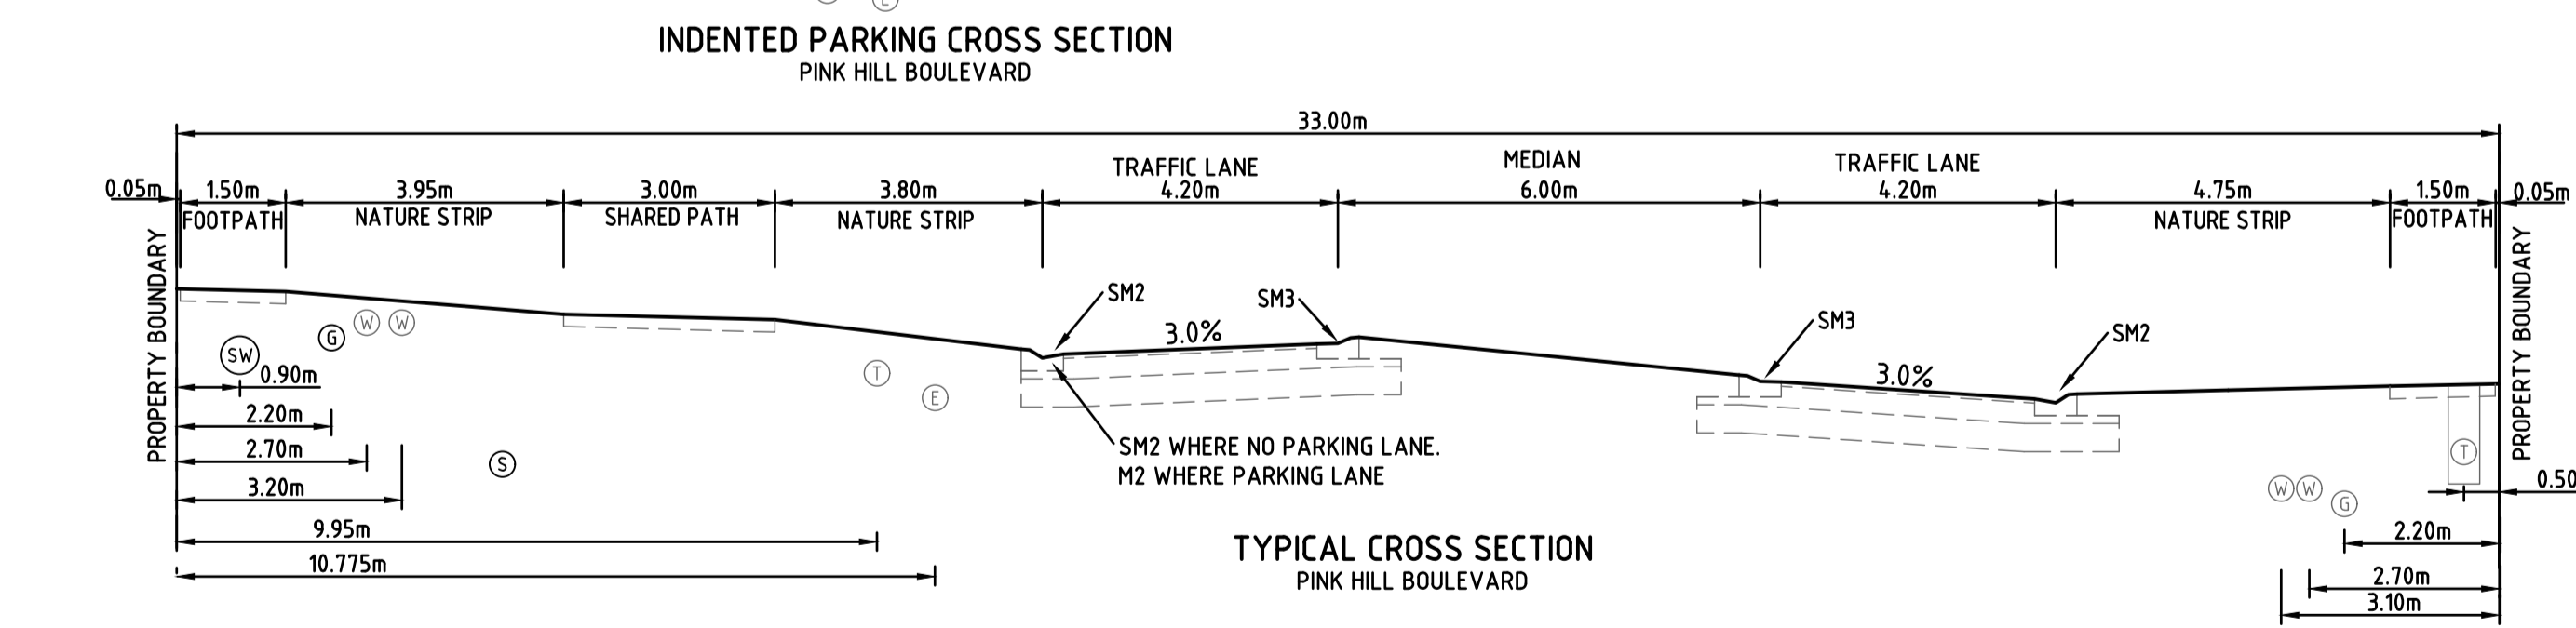 E
INDENTED PARKING CROSS SECTION
PINK HILL BOULEVARD
33.00m
TRAFFIC LANE
MEDIAN
TRAFFIC LANE
0.05m
1.50m
3.95m
3.00m
3.80m
4.20m
6.00m
4.20m
4.75m
1.50m
0.05m
FOOTPATH
NATURE STRIP
SHARED PATH
NATURE STRIP
NATURE STRIP
FOOTPATH
PROPERTY BOUNDARY
PROPERTY BOUNDARY
SM2
SM3
3.0%
SM3
SM2
3.0%
G
W
W
SW
T
E
0.90m
2.20m
2.70m
S
3.20m
SM2 WHERE NO PARKING LANE.
M2 WHERE PARKING LANE
T
W
W
G
0.50
9.95m
10.775m
TYPICAL CROSS SECTION
PINK HILL BOULEVARD
2.20m
2.70m
3.10m